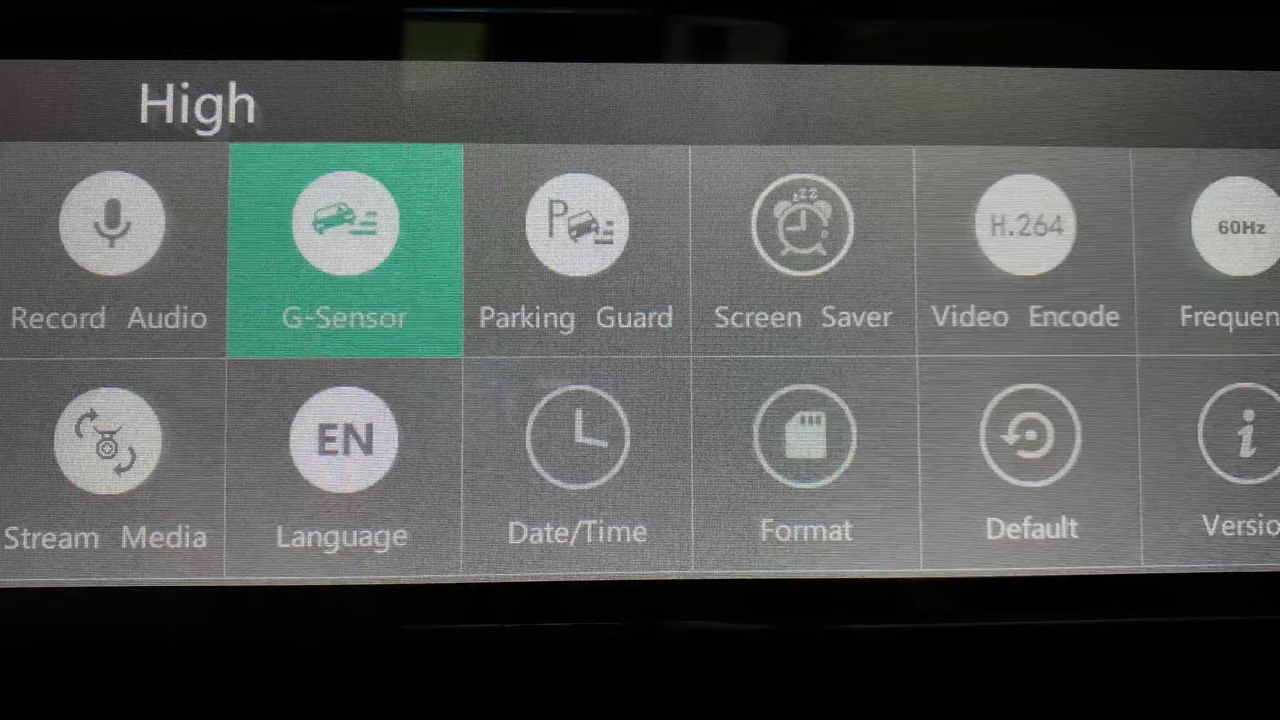 High
Record Audio
G-Sensor
P
Parking Guard
zzz
Screen Saver
H.264
Video Encode
60Hz
Frequen
Stream Media
EN
Language
Date/Time
Format
Default
i
Versio